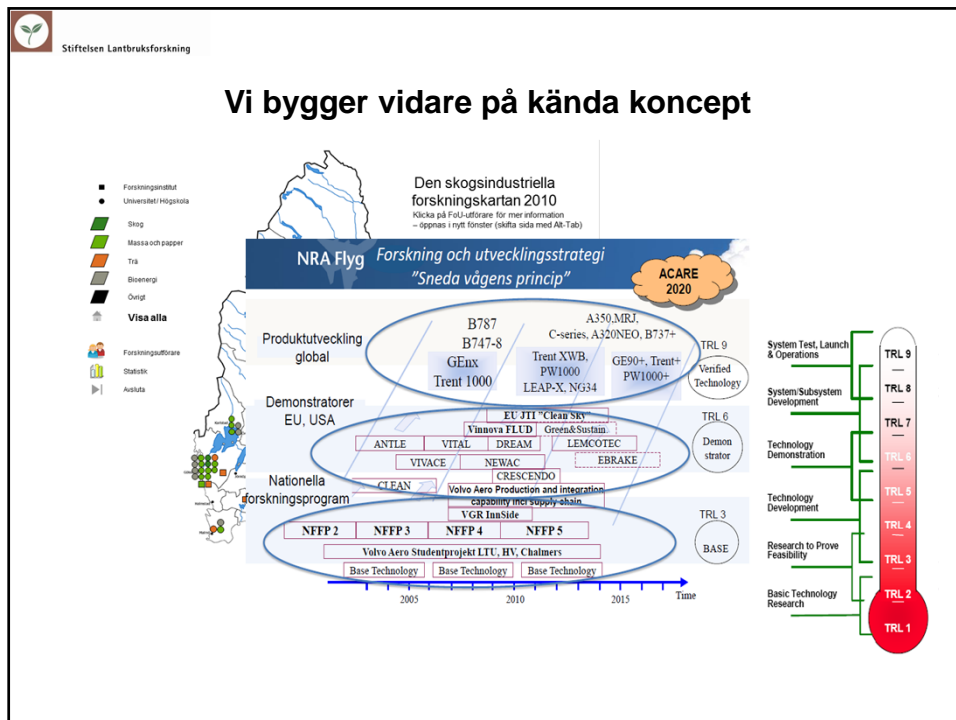 Stiftelsen Lantbruksforskning
Vi bygger vidare på kända koncept
Forskningsinstitut
Universitet/ Högskola
Skog
Massa och papper
Trä
Bioenergi
Övrigt
Visa alla
Forskningsutförare
Statistik
Avsluta
Den skogsindustriella
forskningskartan 2010
Klicka på FoU-utförare för mer information
– öppnas i nytt fönster (skifta sida med Alt-Tab)
NRA Flyg
Forskning och utvecklingsstrategi
"Sneda vågens princip"
ACARE
2020
Produktutveckling
global
B787
B747-8
GEnx
Trent 1000
A350,MRJ,
C-series, A320NEO, B737+
Trent XWB,
PW1000
LEAP-X, NG34
GE90+, Trent+
PW1000+
TRL 9
Verified
Technology
Demonstratorer
EU, USA
EU JTI "Clean Sky"
Vinnova FLUD
Green&Sustain
ANTLE
VITAL
DREAM
LEMCOTEC
VIVACE
NEWAC
EBRAKE
CRESCENDO
TRL 6
Demon
strator
Nationella
forskningsprogram
CLEAN
Volvo Aero Production and integration
capability incl supply chain
VGR InnSide
NFFP 2
NFFP 3
NFFP 4
NFFP 5
Volvo Aero Studentprojekt LTU, HV, Chalmers
Base Technology
Base Technology
Base Technology
TRL 3
BASE
2005
2010
2015
Time
System Test, Launch
& Operations
System/Subsystem
Development
Technology
Demonstration
Technology
Development
Research to Prove
Feasibility
Basic Technology
Research
TRL 9
TRL 8
TRL 7
TRL 6
TRL 5
TRL 4
TRL 3
TRL 2
TRL 1